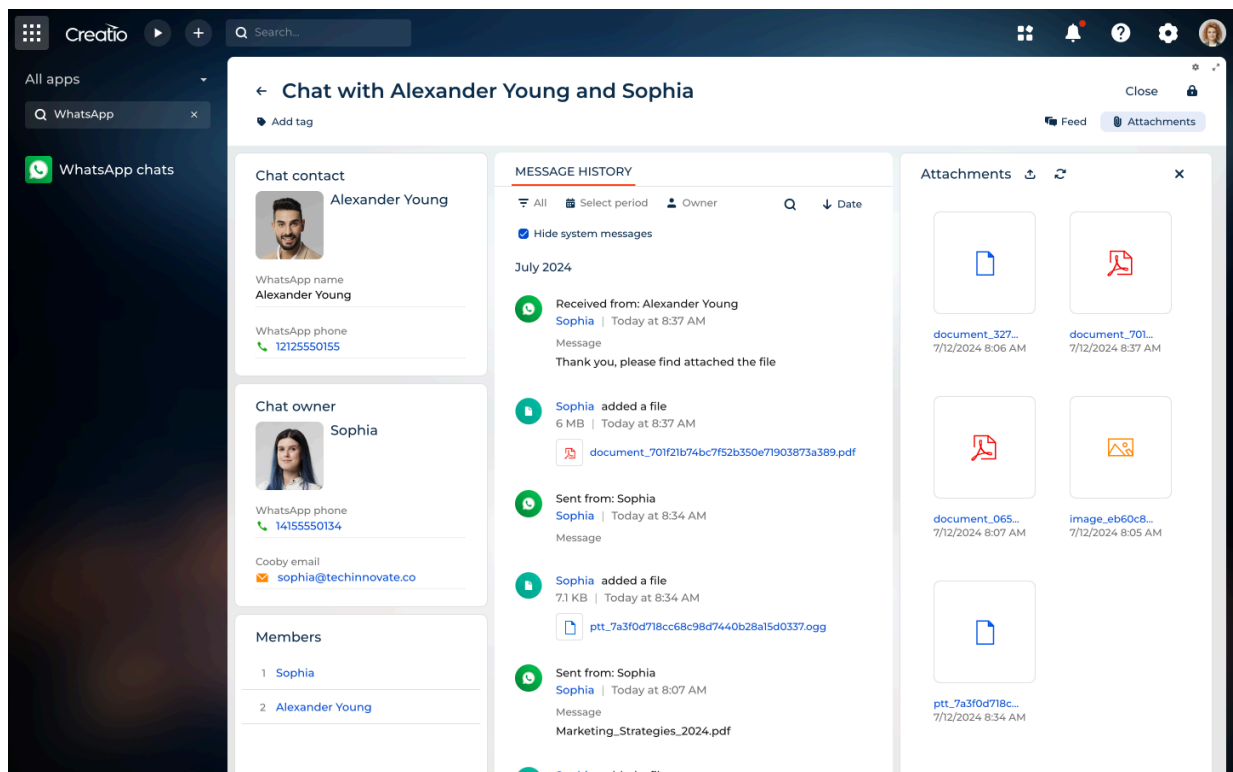 Creatio
Search...
All apps
WhatsApp
WhatsApp chats
Chat with Alexander Young and Sophia
Close
Add tag
Feed
Attachments
Chat contact
Alexander Young
WhatsApp name
Alexander Young
WhatsApp phone
12125550155
Chat owner
Sophia
WhatsApp phone
14155550134
Cooby email
sophia@techinnovate.co
Members
1 Sophia
2 Alexander Young
MESSAGE HISTORY
All Select period Owner Date
Hide system messages
July 2024
Received from: Alexander Young
Sophia | Today at 8:37 AM
Message
Thank you, please find attached the file
Sophia added a file
6 MB | Today at 8:37 AM
document_701f21b74bc7f52b350e71903873a389.pdf
Sent from: Sophia
Sophia | Today at 8:34 AM
Message
Sophia added a file
7.1 KB | Today at 8:34 AM
ptt_7a3f0d718cc68c98d7440b28a15d0337.ogg
Sent from: Sophia
Sophia | Today at 8:07 AM
Message
Marketing_Strategies_2024.pdf
Attachments
document_327...
7/12/2024 8:06 AM
document_701...
7/12/2024 8:37 AM
document_065...
7/12/2024 8:07 AM
image_eb60c8...
7/12/2024 8:05 AM
ptt_7a3f0d718c...
7/12/2024 8:34 AM